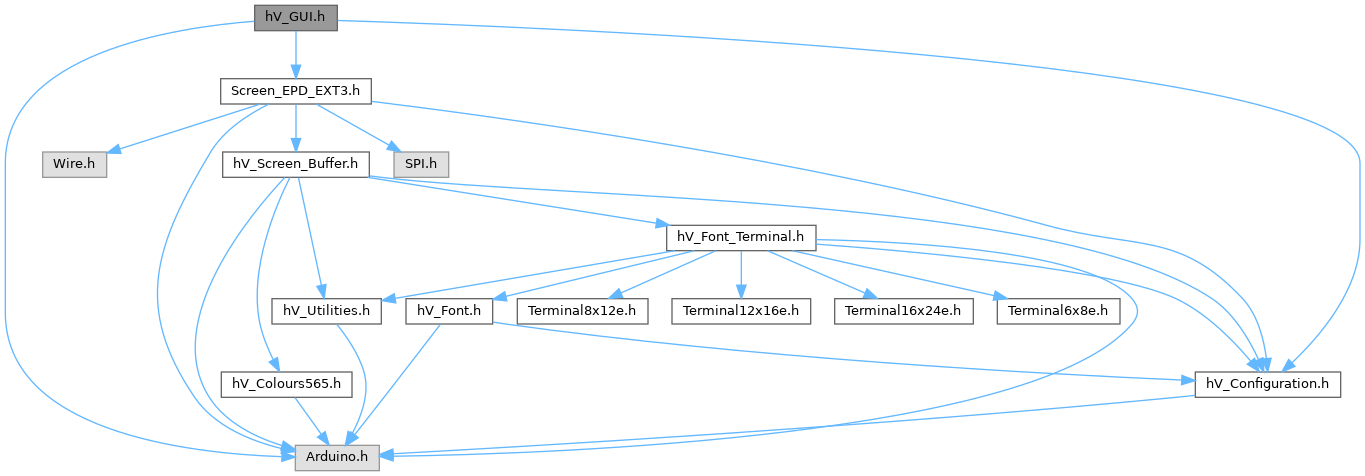 hV_GUI.h
Screen_EPD_EXT3.h
Wire.h
hV_Screen_Buffer.h
SPI.h
hV_Font_Terminal.h
hV_Utilities.h
hV_Font.h
Terminal8x12e.h
Terminal12x16e.h
Terminal16x24e.h
Terminal6x8e.h
hV_Colours565.h
hV_Configuration.h
Arduino.h